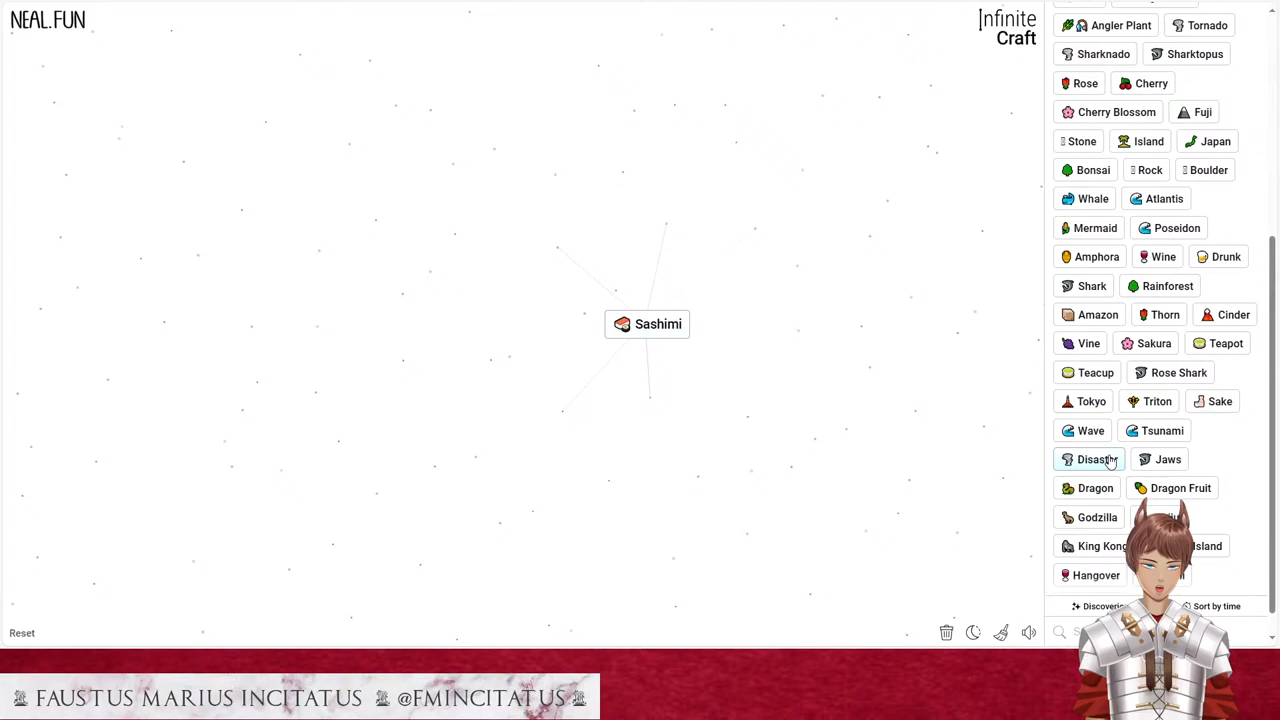 NEAL.FUN
Infinite
Craft
Angler Plant
Tornado
Sharknado
Sharktopus
Rose
Cherry
Cherry Blossom
Fuji
Stone
Island
Japan
Bonsai
Rock
Boulder
Whale
Atlantis
Mermaid
Poseidon
Amphora
Wine
Drunk
Shark
Rainforest
Sashimi
Amazon
Thorn
Cinder
Vine
Sakura
Teapot
Teacup
Rose Shark
Tokyo
Triton
Sake
Wave
Tsunami
Jaws
Dragon
Dragon Fruit
Godzilla
King Kong
Island
Hangover
Sort by time
Reset
FAUSTUS MARIUS INCITATUS @FMINCITATUS